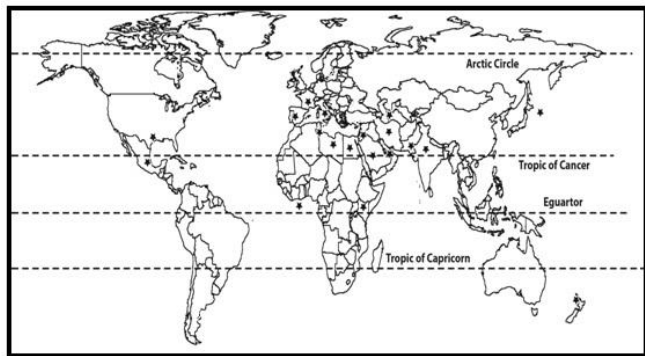 Arctic Circle
Tropic of Cancer
Eguartor
Tropic of Capricorn